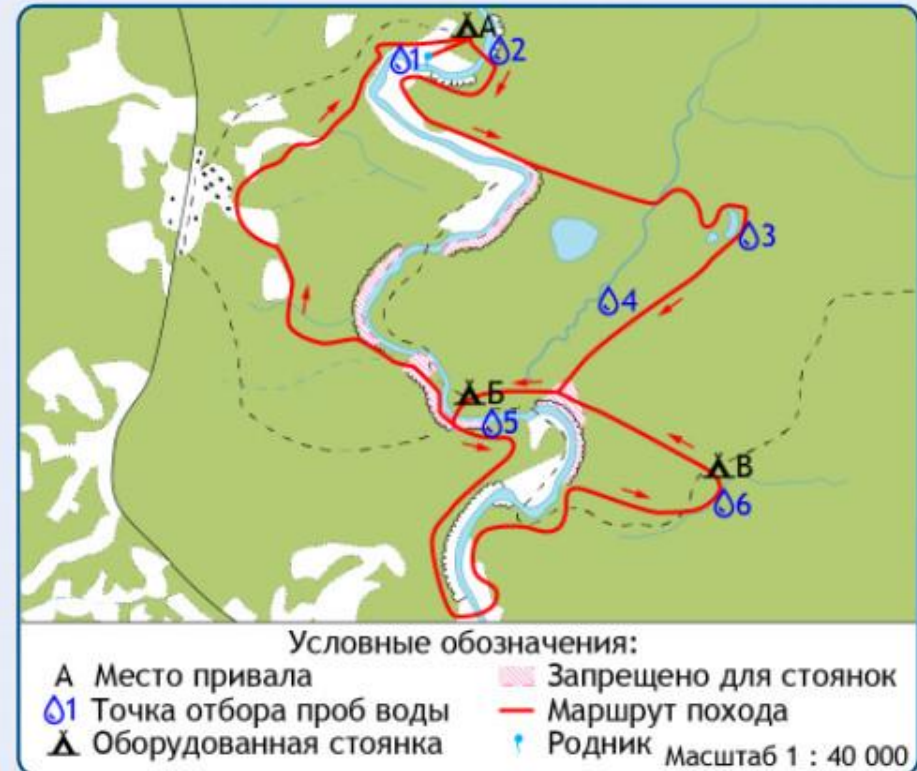 А
1
2
3
4
Б
5
В
6
Условные обозначения:
А Место привала
Запрещено для стоянок
1 Точка отбора проб воды
Маршрут похода
Оборудованная стоянка
Родник
Масштаб 1 : 40 000